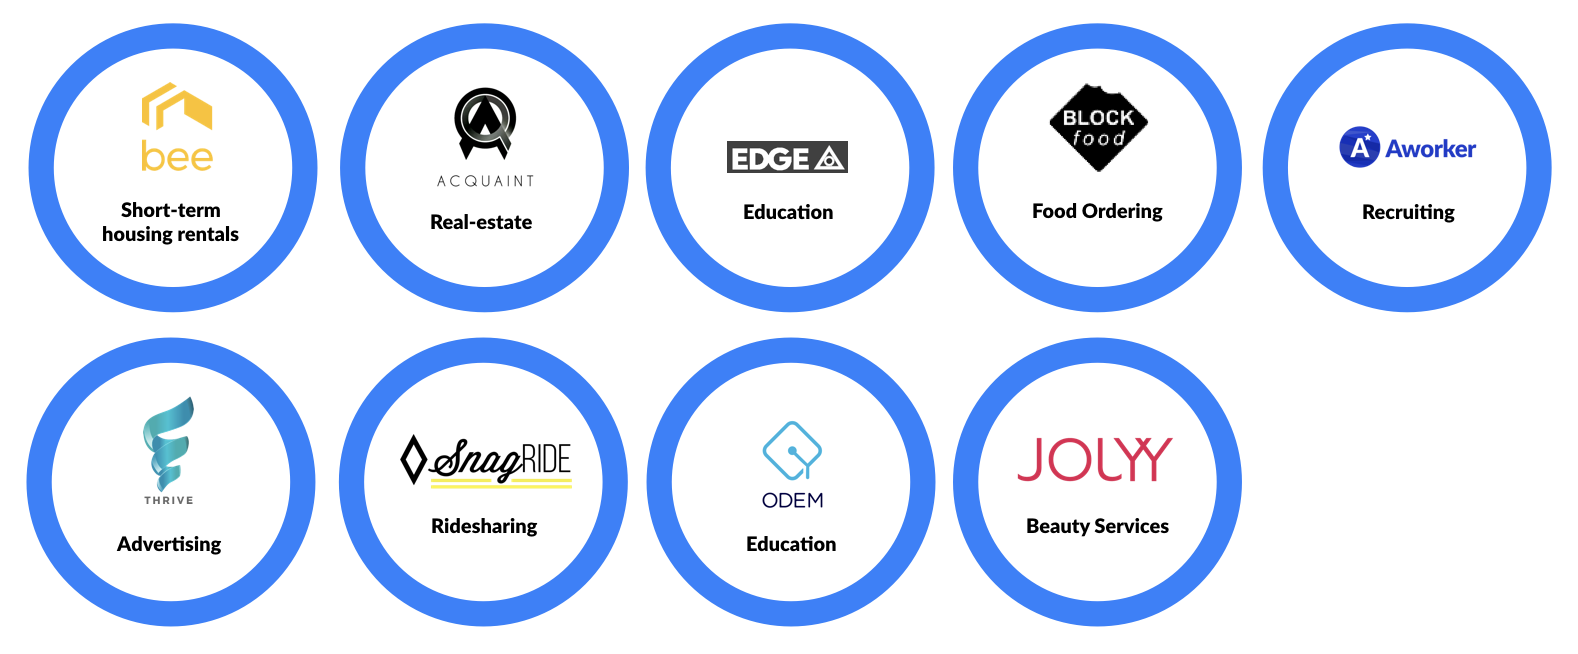 bee
Short-term
housing rentals
ACQUAINT
Real-estate
EDGE
Education
BLOCK
food
Food Ordering
A Aworker
Recruiting
THRIVE
Advertising
SnagRIDE
Ridesharing
ODEM
Education
JOLYY
Beauty Services